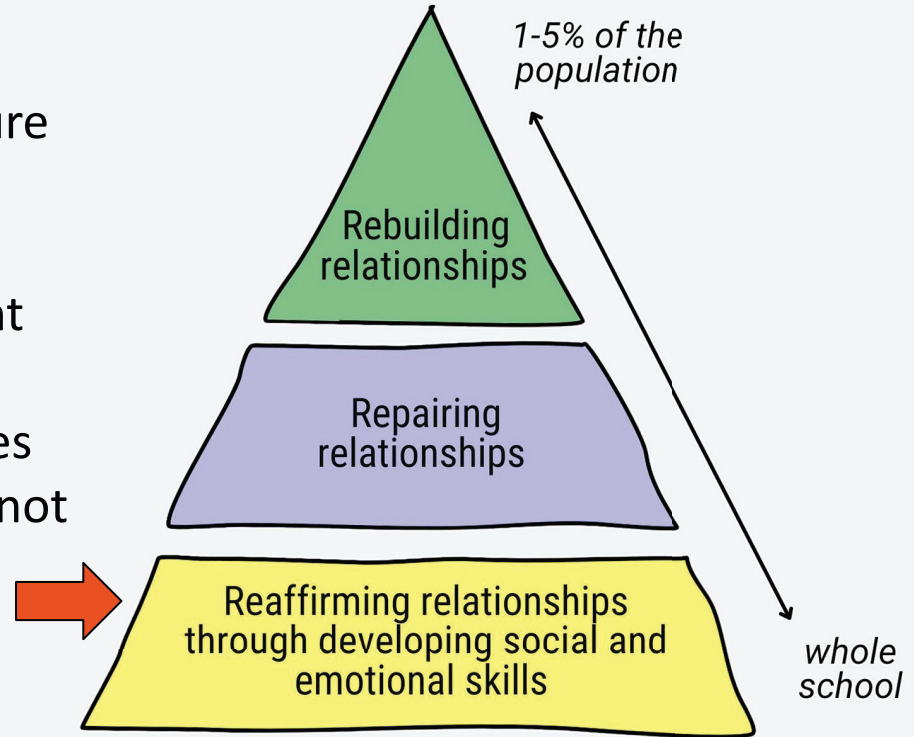 1-5% of the
population
Rebuilding
relationships
not
Repairing
relationships
Reaffirming relationships
through developing social and
emotional skills
whole
school